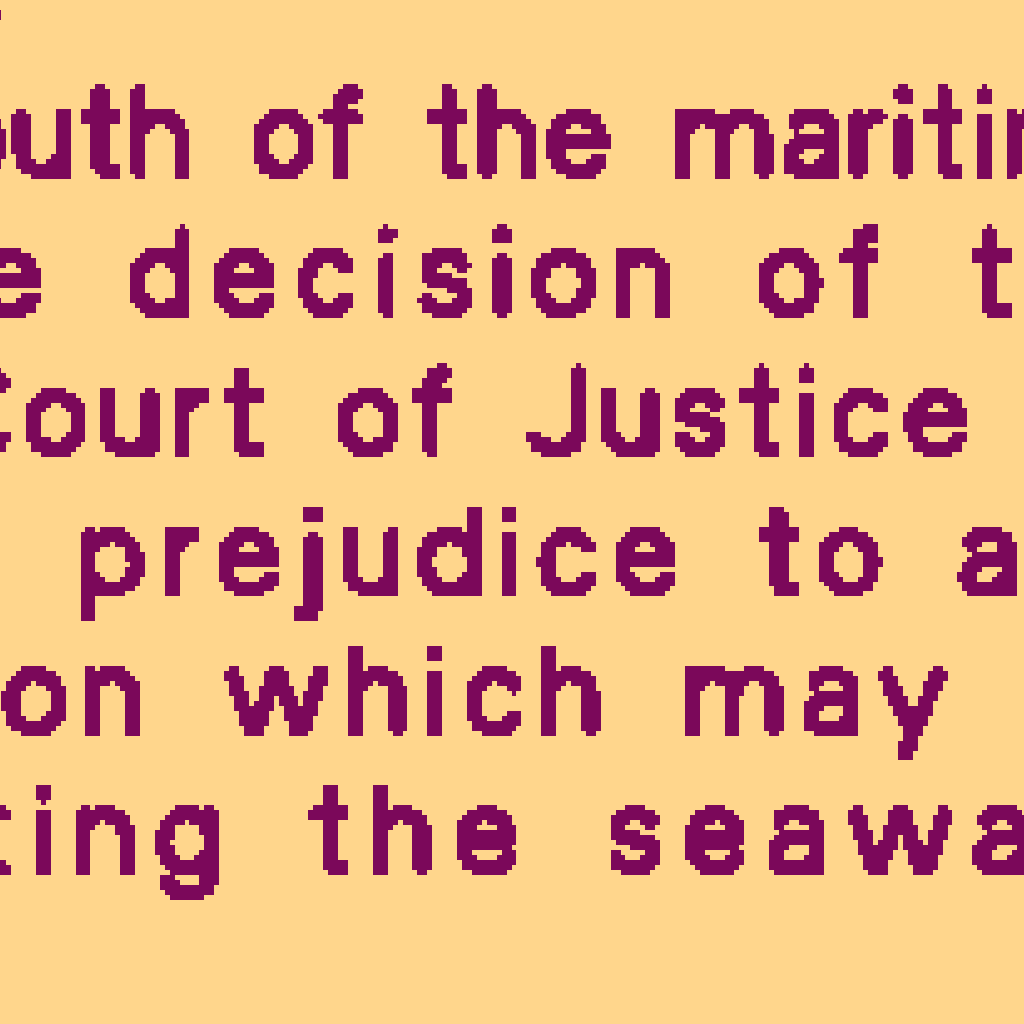 outh of the mariti
e decision of t
Court of Justice
prejudice to a
on which may
ting the seawa